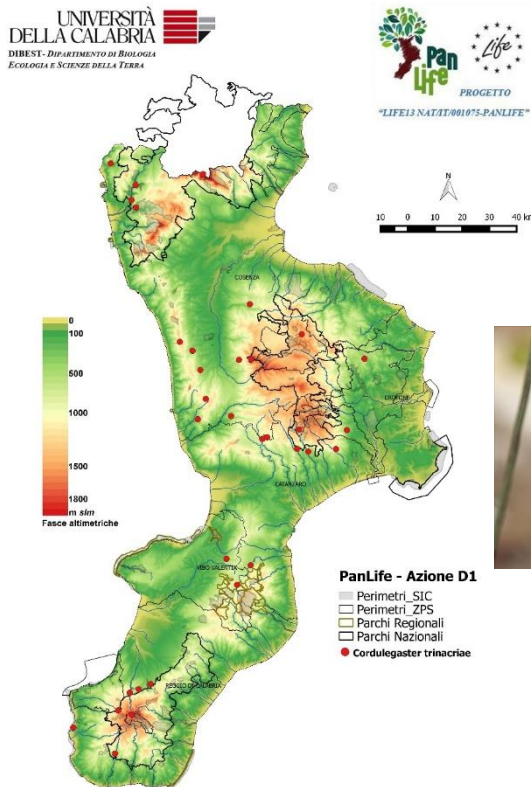 UNIVERSITÀ
DELLA CALABRIA
DIBEST- DIPARTIMENTO DI BIOLOGIA
ECOLOGIA E SCIENZE DELLA TERRA
Pan
Life
Life
PROGETTO
"LIFE13 NAT/IT/001075-PANLIFE"
N
10 0 10 20 30 40 km
COSENZA
0
100
500
1000
1800
m slm
Fasce altimetriche
CROTONE
CATANZARO
VIBO VALENTIA
REGGIO DI CALABRIA
PanLife - Azione D1
Perimetri_SIC
Perimetri_ZPS
Parchi Regionali
Parchi Nazionali
Cordulegaster trinacriae